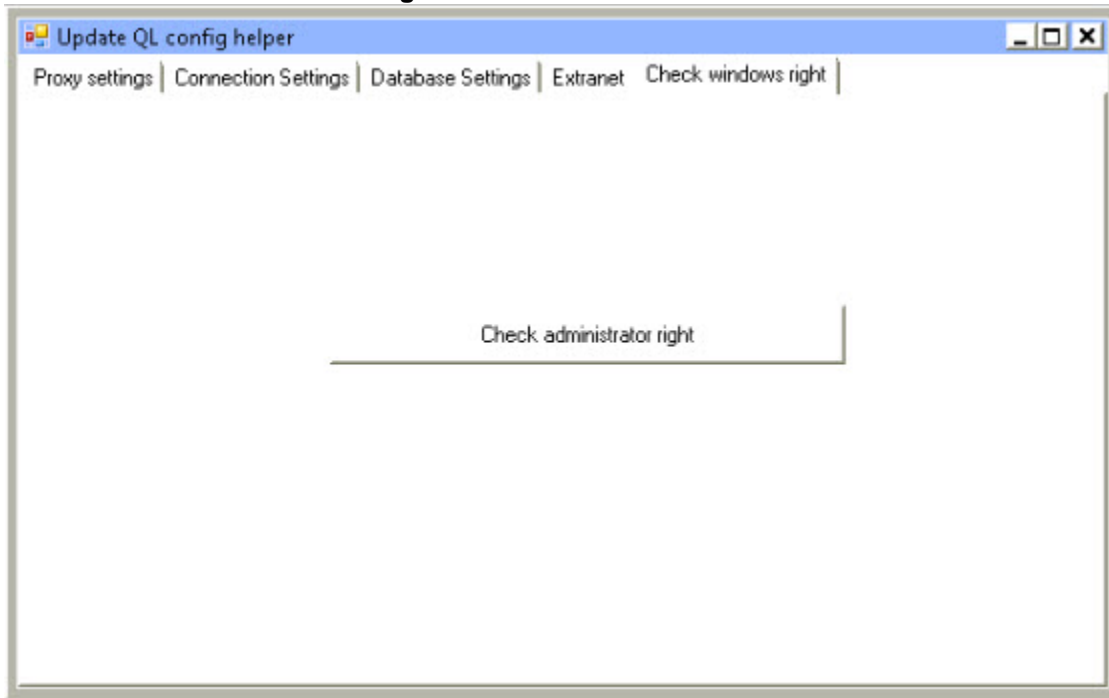 Update QL config helper
Proxy settings Connection Settings Database Settings Extranet Check windows right
Check administrator right